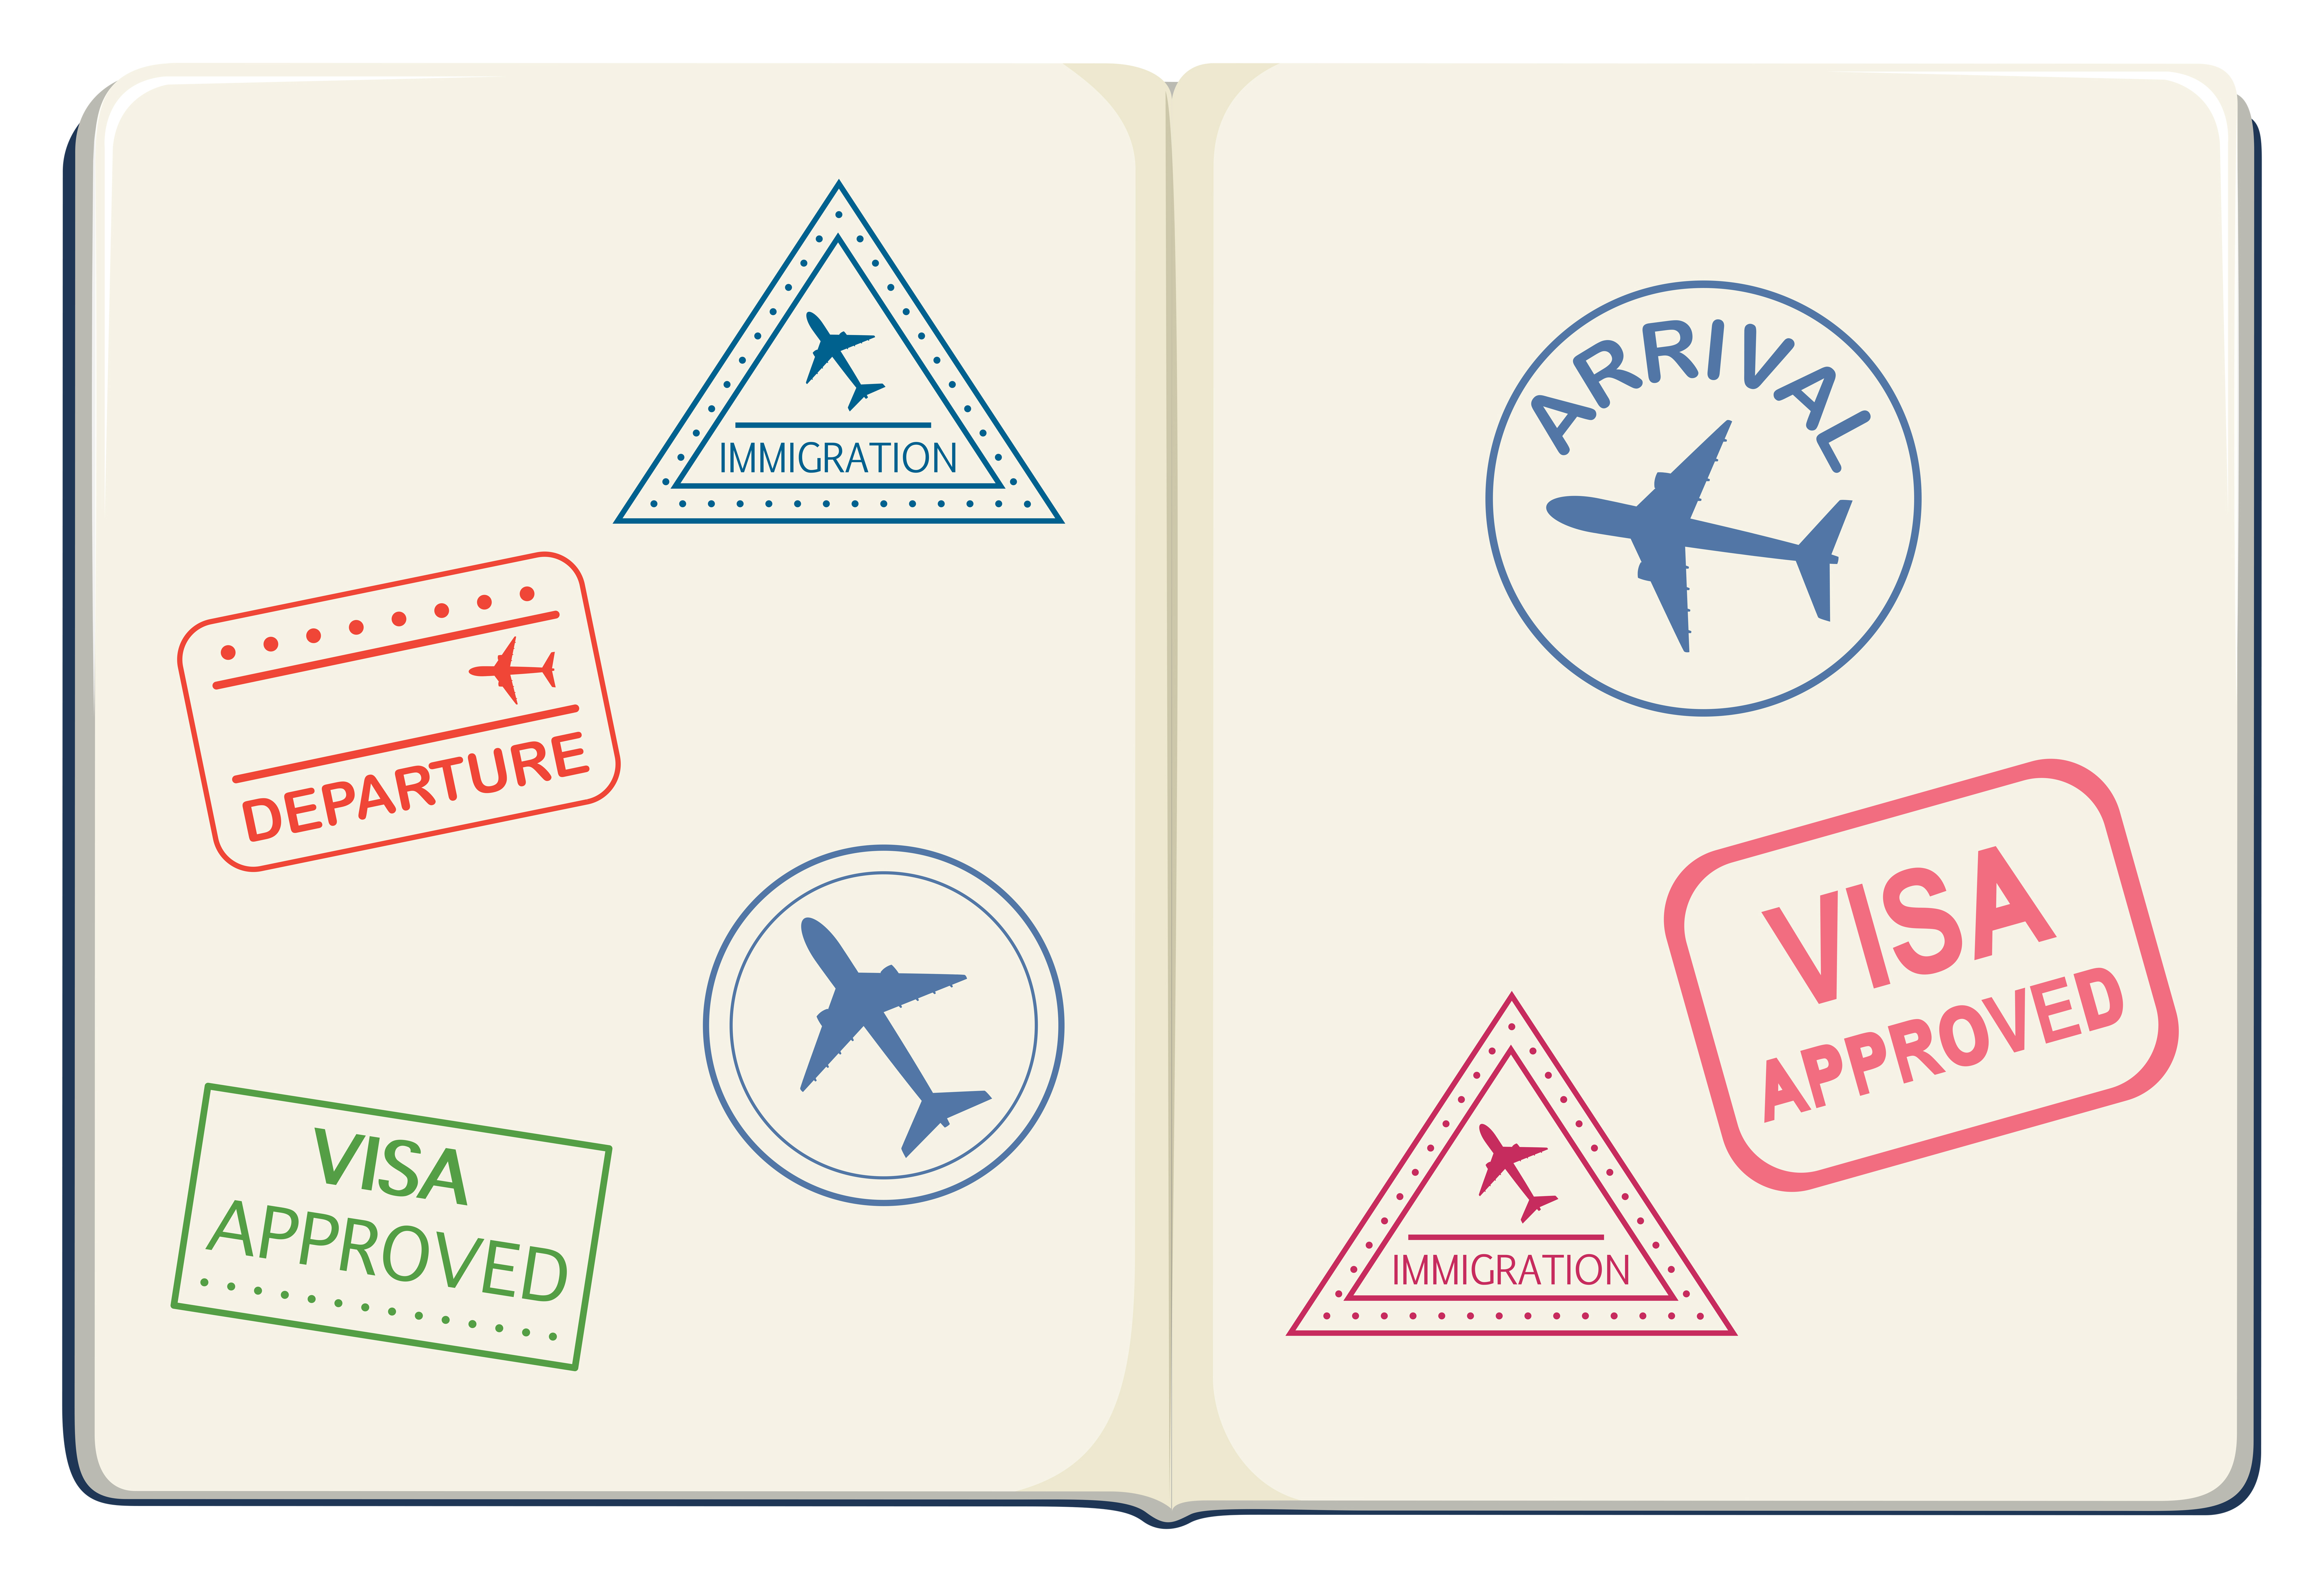 IMMIGRATION
DEPARTURE
VISA
APPROVED
ARRIVAL
VISA
APPROVED
IMMIGRATION